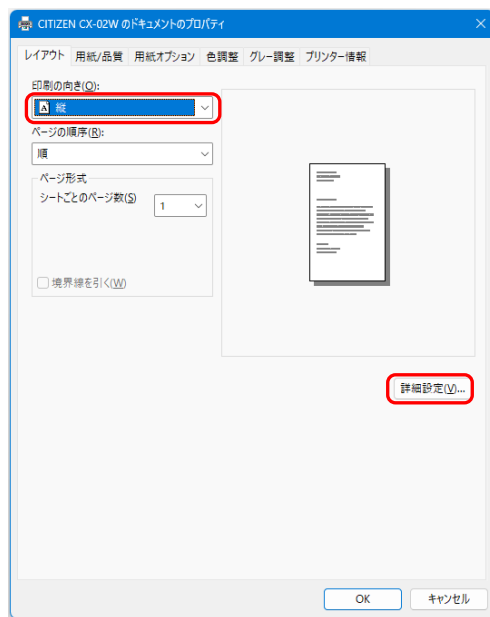 CITIZEN CX-02W のドキュメントのプロパティ
レイアウト 用紙/品質 用紙オプション 色調整 グレー調整 プリンター情報
印刷の向き(O):
A 縦
ページの順序(R):
順
ページ形式
シートごとのページ数(S) 1
境界線を引く(W)
詳細設定(V)...
OK キャンセル